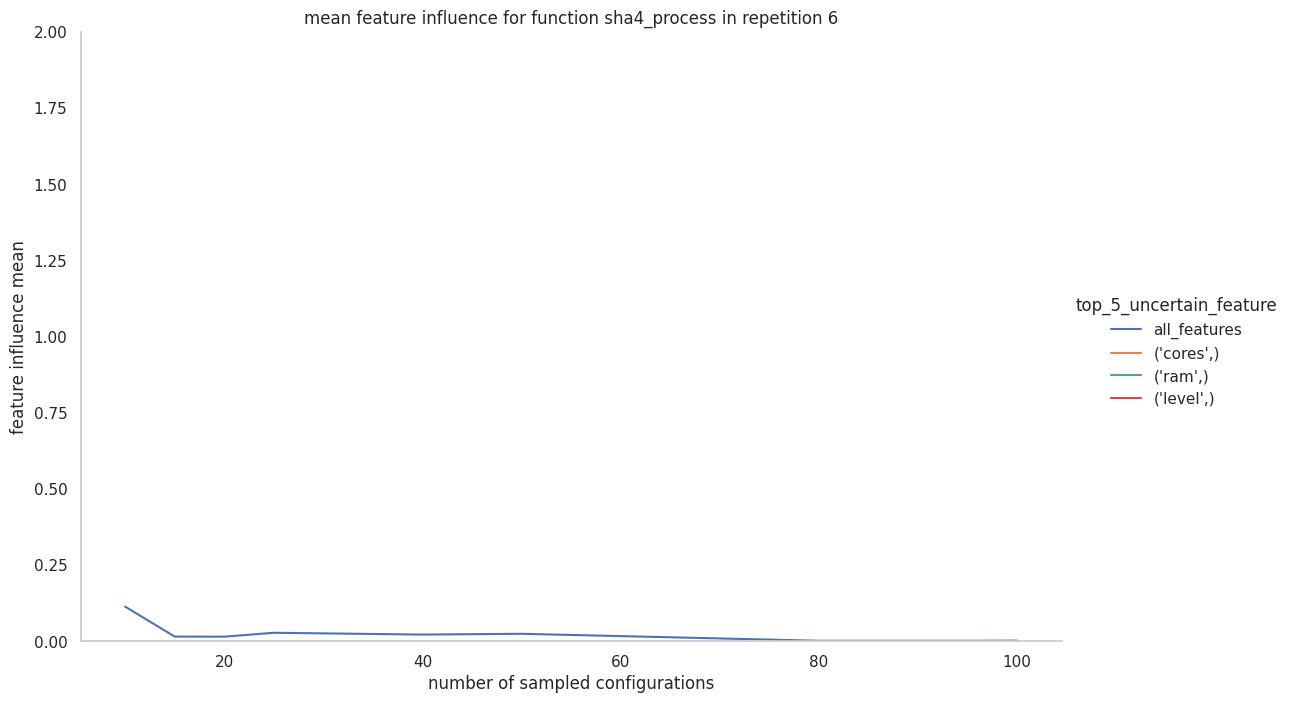 mean feature influence for function sha4_process in repetition 6
2.00
1.75
1.50
1.25
1.00
0.75
0.50
0.25
0.00
feature influence mean
20
40
60
80
100
number of sampled configurations
top_5_uncertain_feature
all_features
('cores',)
('ram',)
('level',)